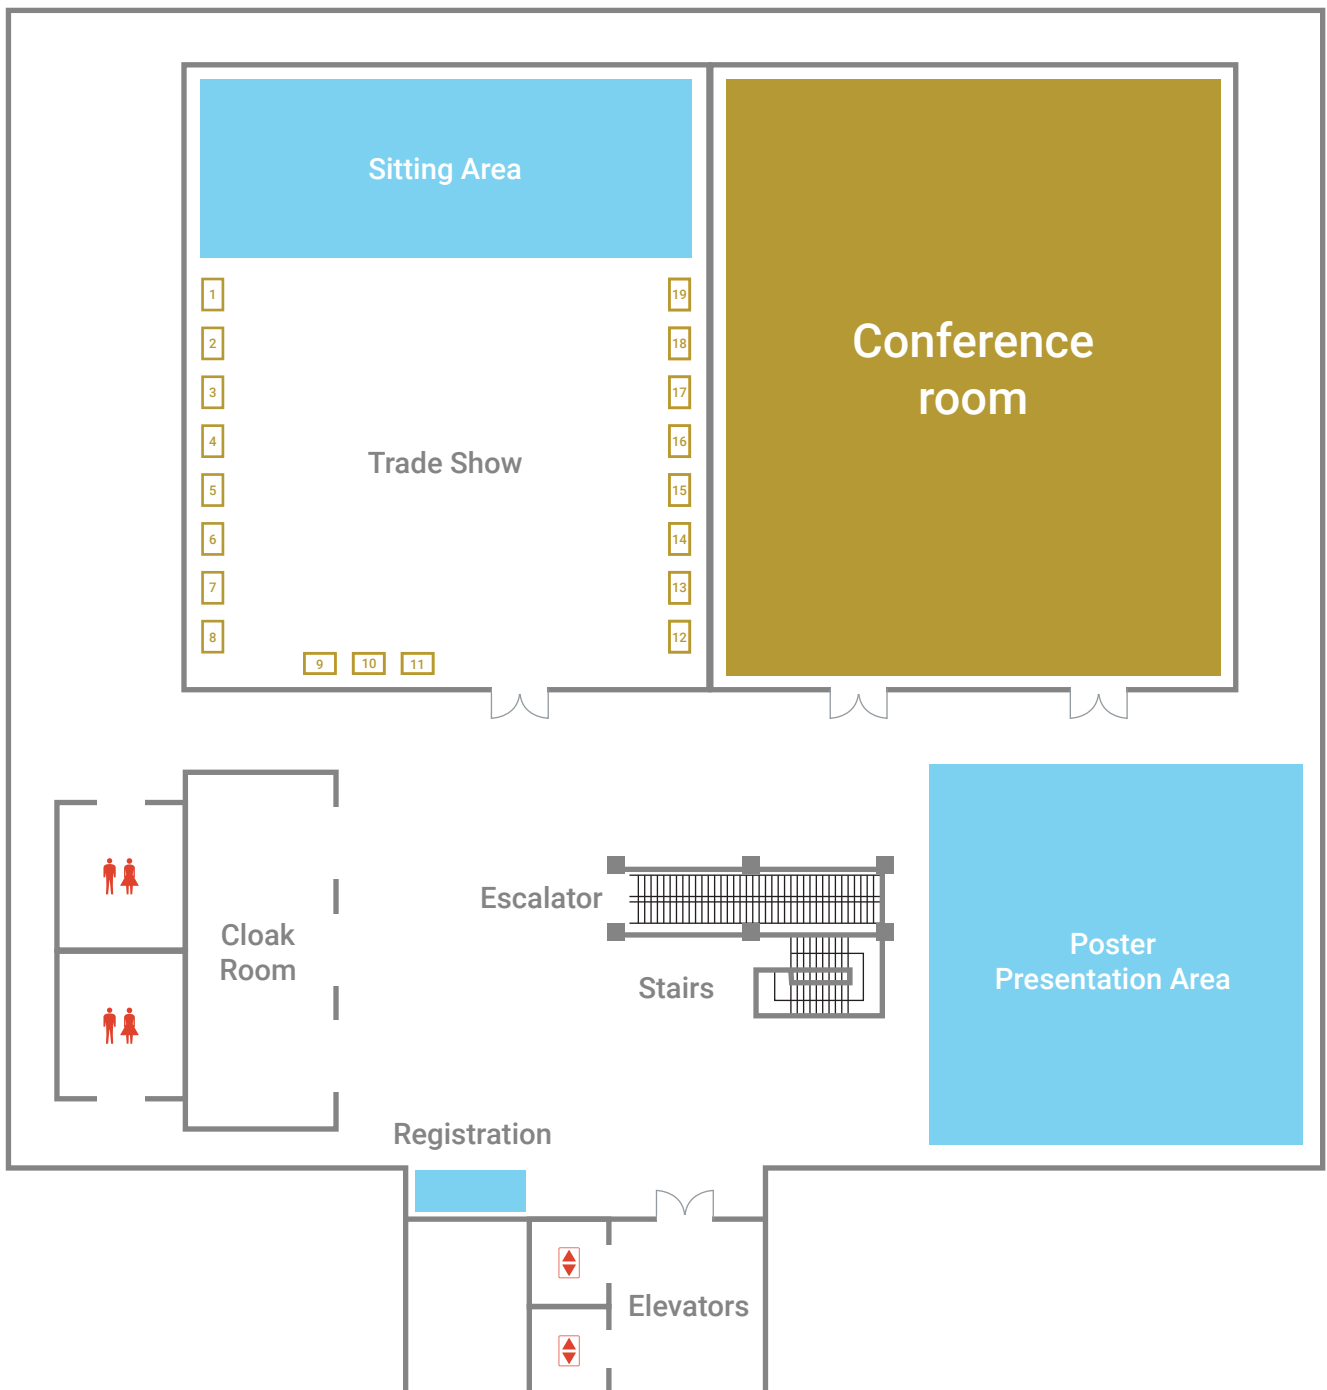 Sitting Area
Conference
room
1
19
2
18
3
17
4
16
Trade Show
5
15
6
14
7
13
8
12
9
10
11
Escalator
Cloak
Room
Stairs
Poster
Presentation Area
Registration
Elevators